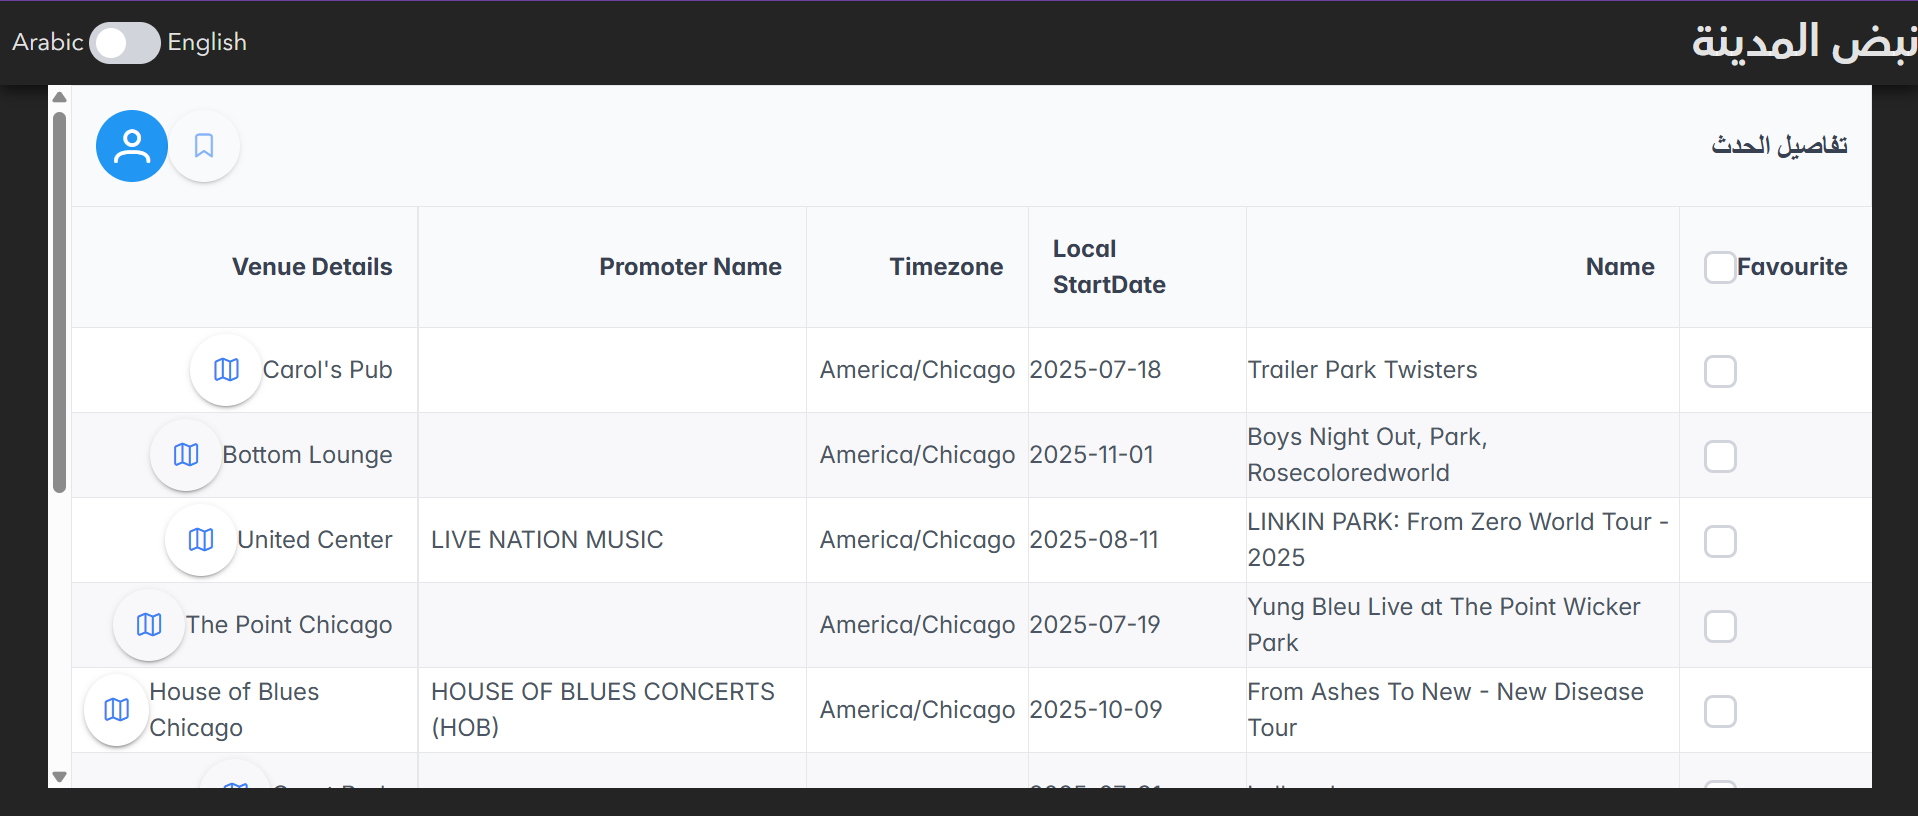 Arabic English
نبض المدينة
تفاصيل الحدث
Favourite
Name
Local
StartDate
Timezone
Promoter Name
Venue Details
Trailer Park Twisters
2025-07-18
America/Chicago
Carol's Pub
Boys Night Out, Park,
Rosecoloredworld
2025-11-01
America/Chicago
Bottom Lounge
LINKIN PARK: From Zero World Tour -
2025
2025-08-11
America/Chicago
LIVE NATION MUSIC
United Center
Yung Bleu Live at The Point Wicker
Park
2025-07-19
America/Chicago
The Point Chicago
From Ashes To New - New Disease
Tour
2025-10-09
America/Chicago
HOUSE OF BLUES CONCERTS
(HOB)
House of Blues
Chicago